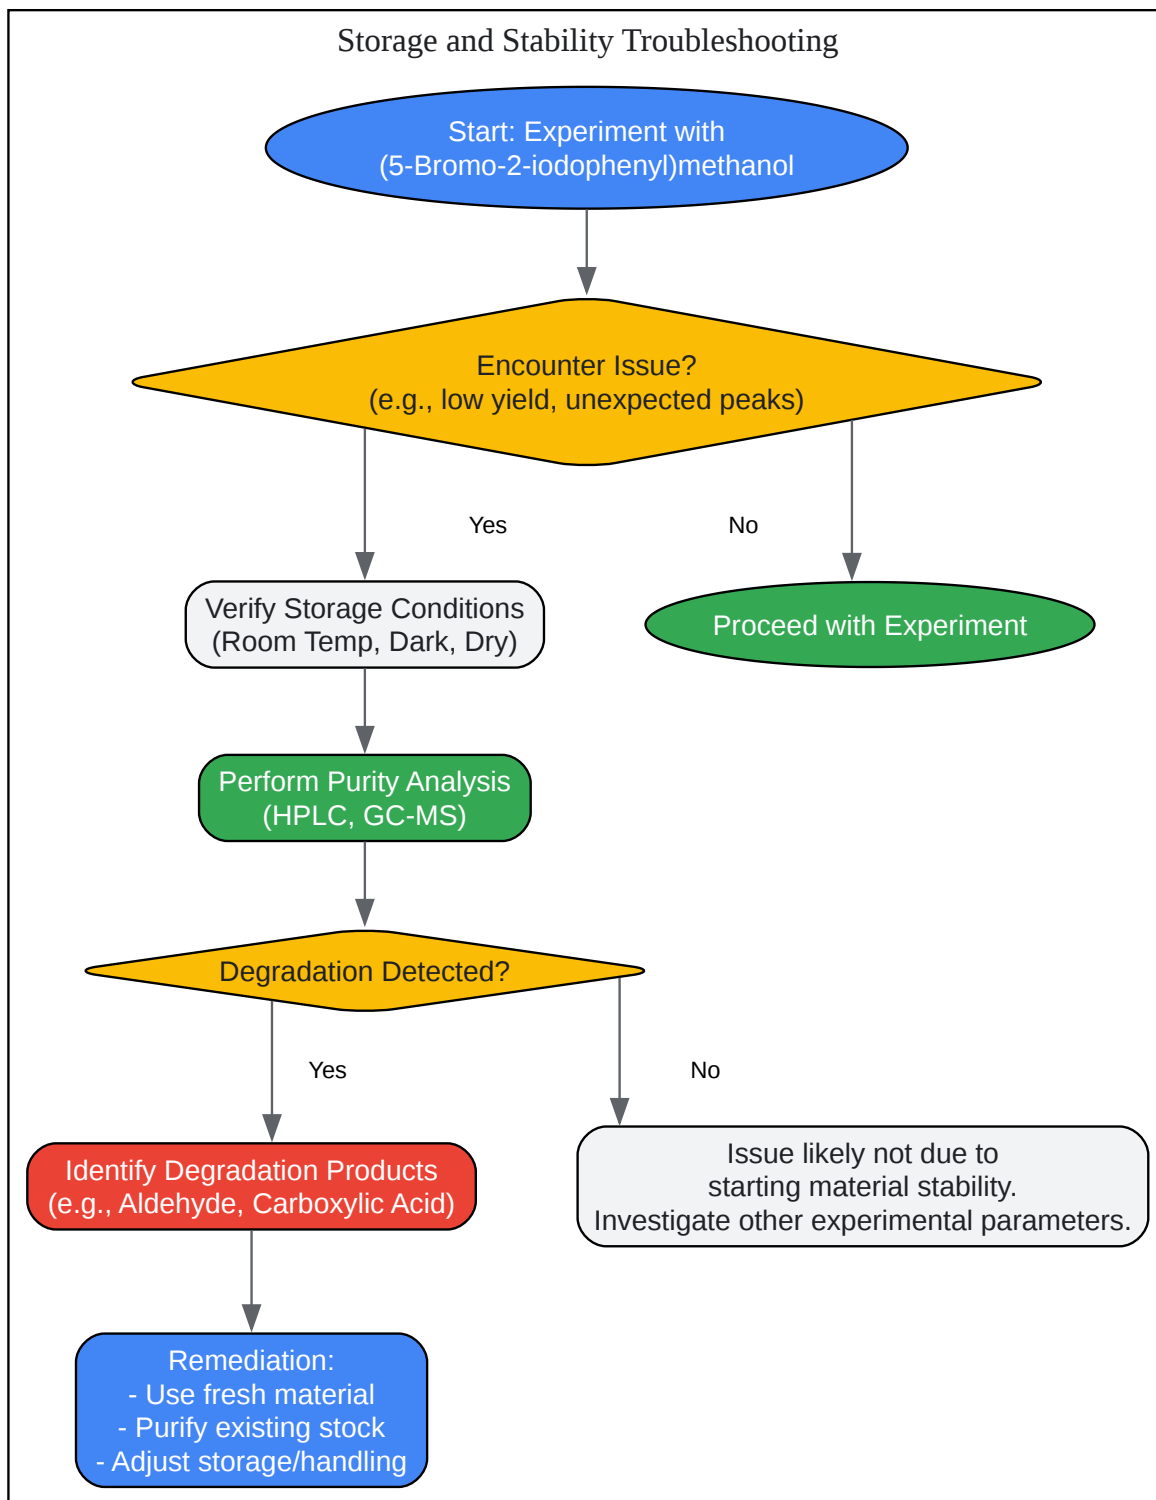 Storage and Stability Troubleshooting
Start: Experiment with
(5-Bromo-2-iodophenyl)methanol
Encounter Issue?
(e.g., low yield, unexpected peaks)
Yes
No
Verify Storage Conditions
(Room Temp, Dark, Dry)
Proceed with Experiment
Perform Purity Analysis
(HPLC, GC-MS)
Degradation Detected?
Yes
No
Identify Degradation Products
(e.g., Aldehyde, Carboxylic Acid)
Issue likely not due to
starting material stability.
Investigate other experimental parameters.
Remediation:
- Use fresh material
- Purify existing stock
- Adjust storage/handling